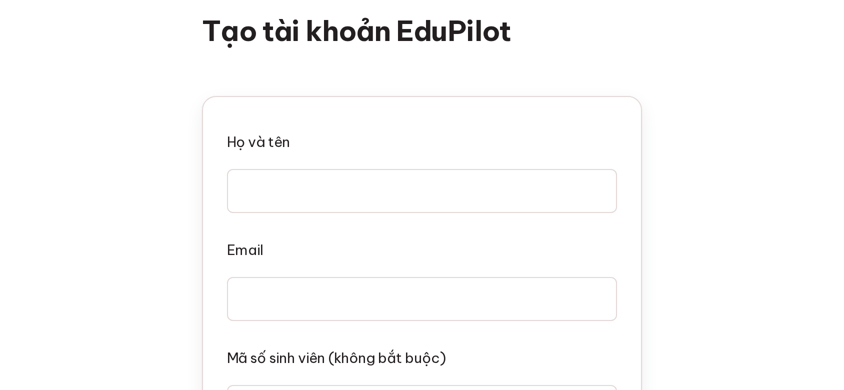 Tạo tài khoản EduPilot
Họ và tên
Email
Mã số sinh viên (không bắt buộc)